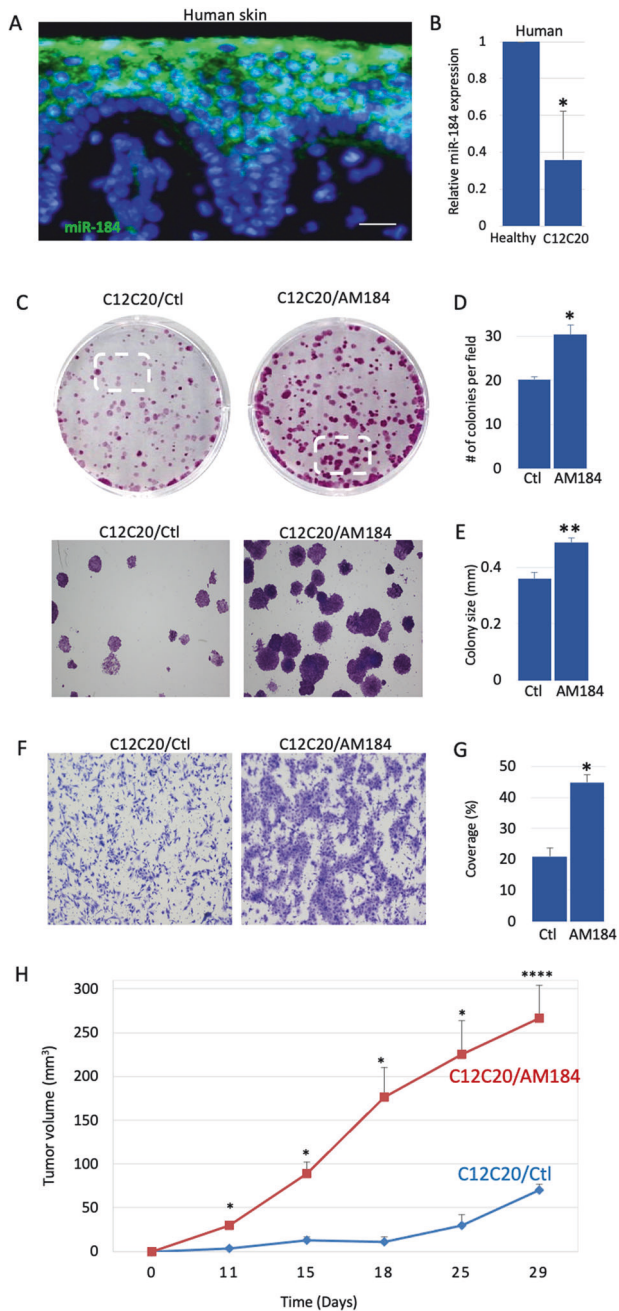 A
Human skin
miR-184
B
Human
Relative miR-184 expression
1
0.8
0.6
0.4
0.2
0
*
Healthy C12C20
C
C12C20/Ctl
C12C20/AM184
C12C20/Ctl
C12C20/AM184
D
# of colonies per field
30
20
10
0
*
Ctl AM184
E
Colony size (mm)
0.4
0.2
0
**
Ctl AM184
F
C12C20/Ctl
C12C20/AM184
G
Coverage (%)
50
40
30
20
10
0
*
Ctl AM184
H
Tumor volume (mm³)
300
250
200
150
100
50
0
* * * * ****
C12C20/AM184
C12C20/Ctl
0 11 15 18 25 29
Time (Days)